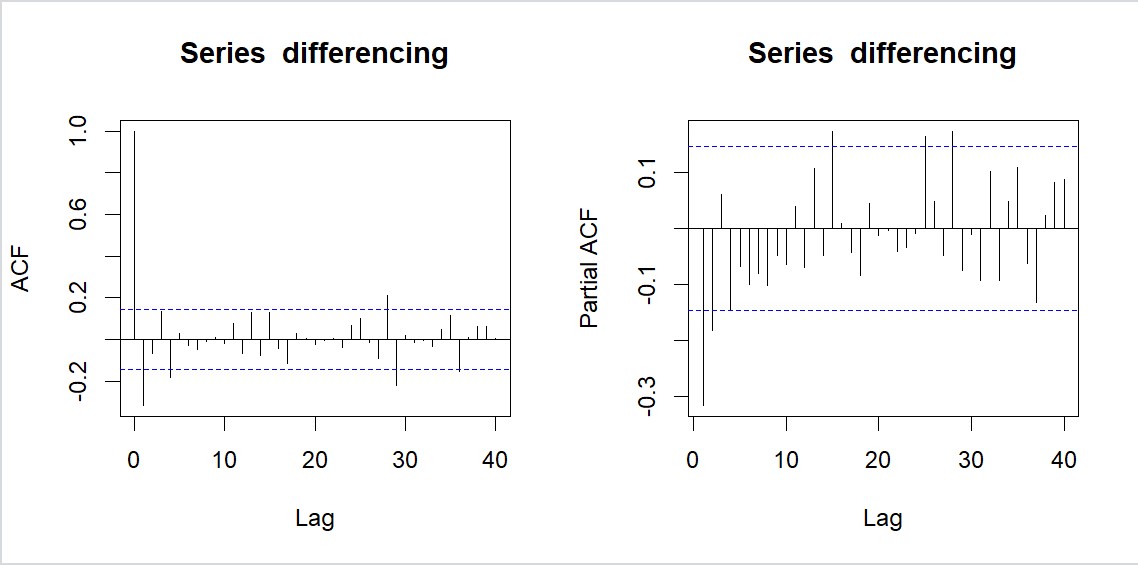 Series  differencing
ACF
1.0
0.6
0.2
-0.2
0 10 20 30 40
Lag
Series  differencing
Partial ACF
0.1
-0.1
-0.3
0 10 20 30 40
Lag